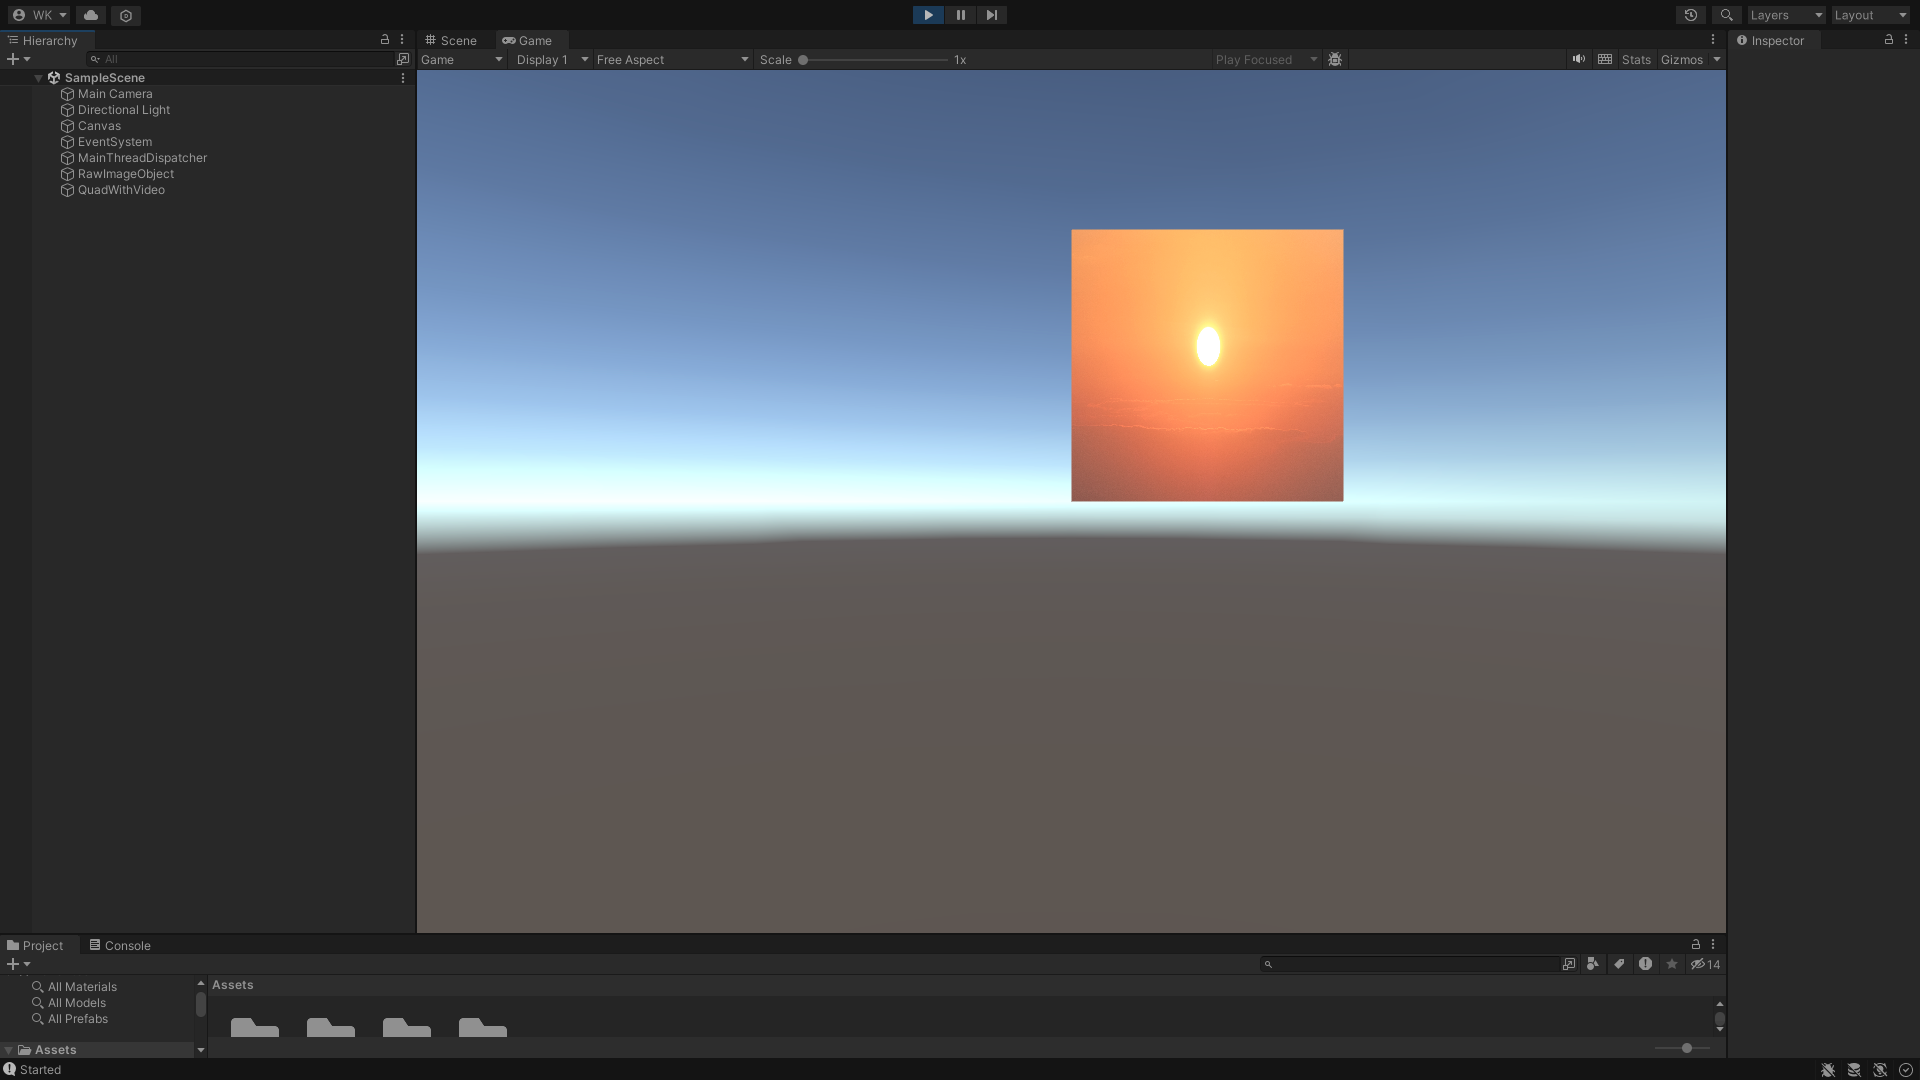 WK
Layers
Layout
Hierarchy
Scene
Game
Inspector
All
Game
Display 1
Free Aspect
Scale
1x
Play Focused
Stats
Gizmos
SampleScene
Main Camera
Directional Light
Canvas
EventSystem
MainThreadDispatcher
RawImageObject
QuadWithVideo
Project
Console
14
All Materials
All Models
All Prefabs
Assets
Assets
Started